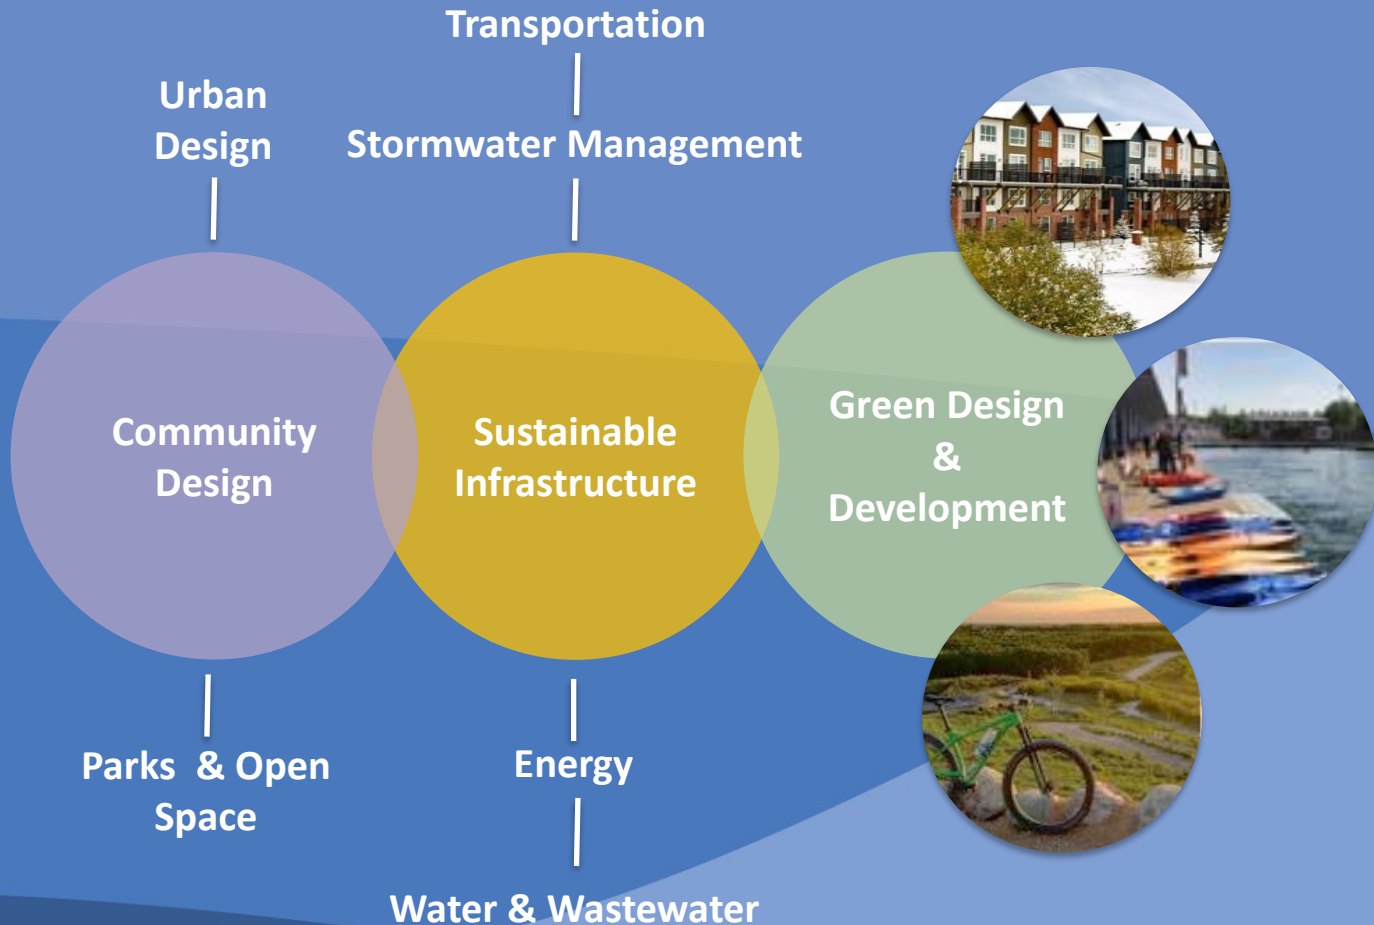 Transportation
Urban
Design
Stormwater Management
Community
Design
Sustainable
Infrastructure
Green Design
&
Development
Parks & Open
Space
Energy
Water & Wastewater